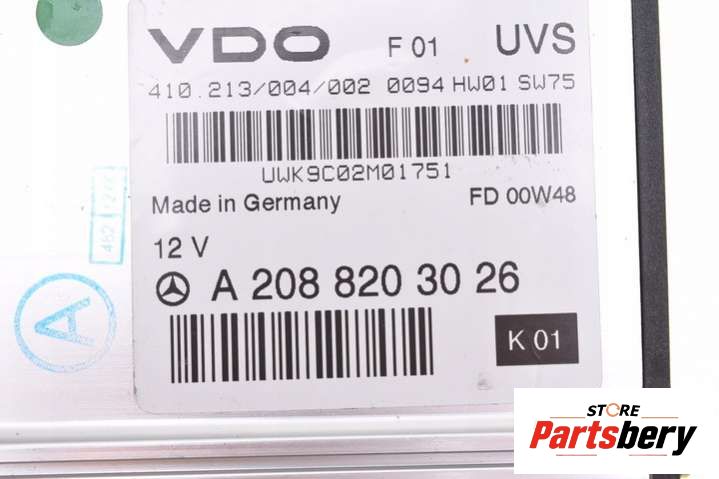 VDO F 01 UVS
410.213/004/002 0094 HW01 SW75
UWK9C02M01751
Made in Germany FD 00W48
12 V
A 208 820 30 26
K 01
A
STORE
Partsbery